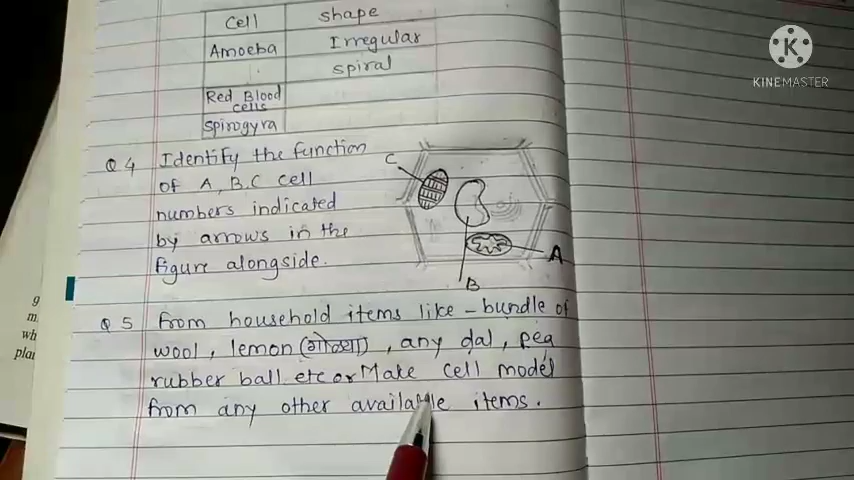 Cell shape
Amoeba Irregular
spiral
Red Blood
cells
Spirogyra
Q 4 Identify the function
of A, B, C cell
numbers indicated
by arrows in the
figure alongside.
C
A
B
Q 5 From household items like - bundle of
wool, lemon (गोट्या), any dal, pea
rubber ball etc or Make cell model
from any other available items.
K
KINEMASTER
g
m
wh
plan